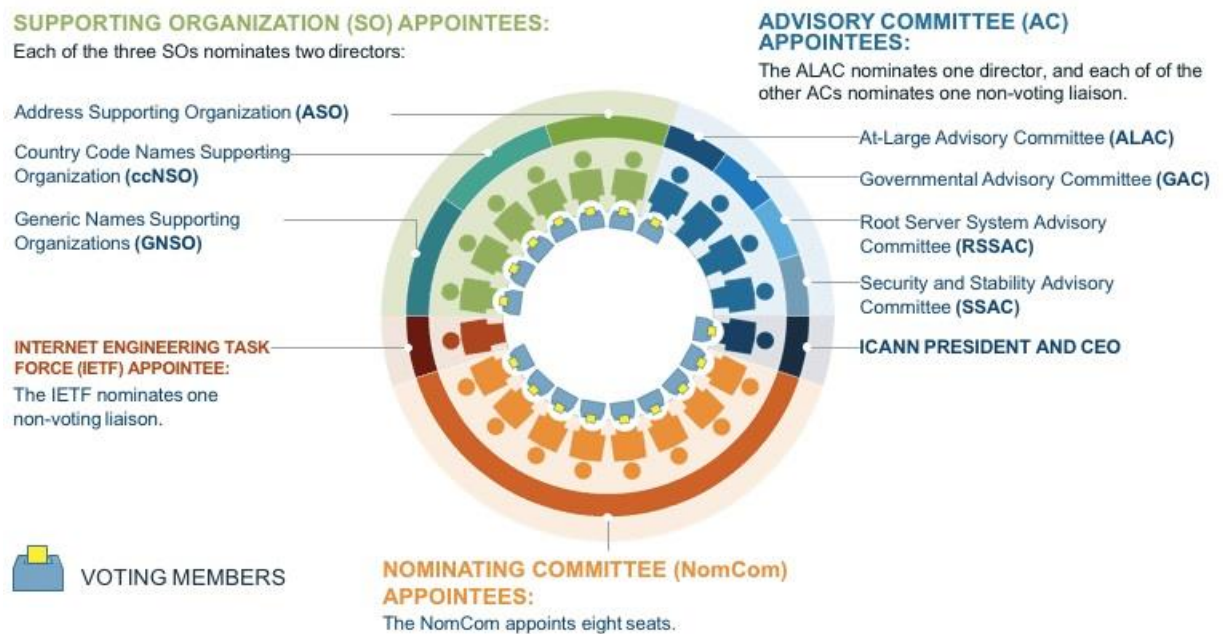 SUPPORTING ORGANIZATION (SO) APPOINTEES:
Each of the three SOs nominates two directors:
Address Supporting Organization (ASO)
Country Code Names Supporting
Organization (ccNSO)
Generic Names Supporting
Organizations (GNSO)
INTERNET ENGINEERING TASK
FORCE (IETF) APPOINTEE:
The IETF nominates one
non-voting liaison.
ADVISORY COMMITTEE (AC)
APPOINTEES:
The ALAC nominates one director, and each of of the
other ACs nominates one non-voting liaison.
At-Large Advisory Committee (ALAC)
Governmental Advisory Committee (GAC)
Root Server System Advisory
Committee (RSSAC)
Security and Stability Advisory
Committee (SSAC)
ICANN PRESIDENT AND CEO
VOTING MEMBERS
NOMINATING COMMITTEE (NomCom)
APPOINTEES:
The NomCom appoints eight seats.